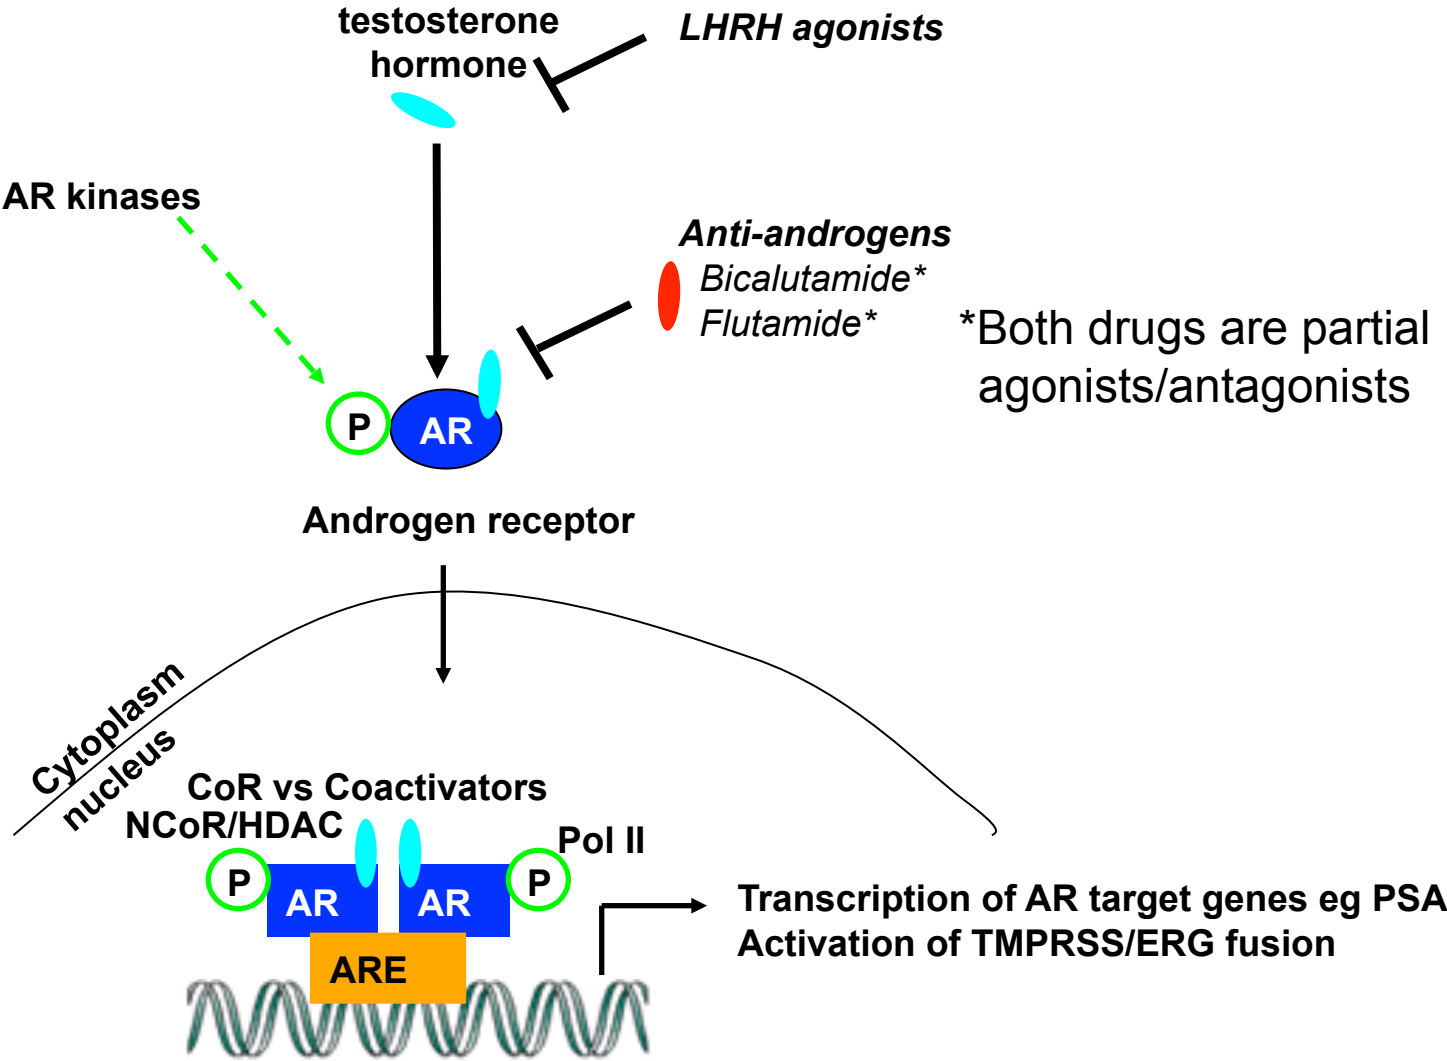 testosterone
hormone
LHRH agonists
AR kinases
Anti-androgens
Bicalutamide*
Flutamide*
*Both drugs are partial
agonists/antagonists
P
AR
Androgen receptor
Cytoplasm
nucleus
CoR vs Coactivators
NCoR/HDAC
Pol II
P
AR
AR
P
ARE
Transcription of AR target genes eg PSA
Activation of TMPRSS/ERG fusion